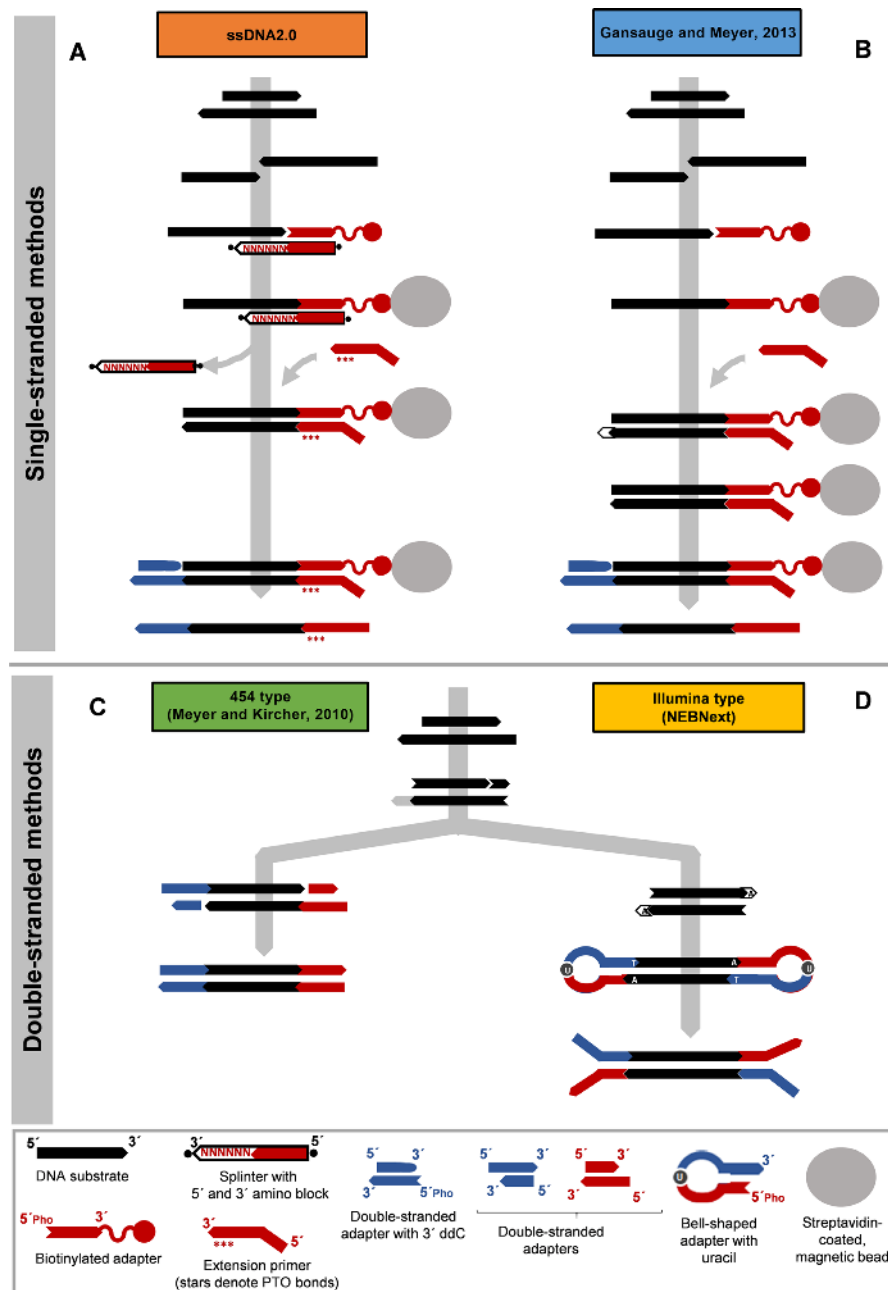 Single-stranded methods
A
ssDNA2.0
Gansauge and Meyer, 2013
B
NNNNNN
NNNNNN
***
NNNNNN
***
***
***
Double-stranded methods
C
454 type
(Meyer and Kircher, 2010)
Illumina type
(NEBNext)
D
A
A
U
T
A
U
A
T
5´ 3´
DNA substrate
3´ 5´
NNNNNN
Splinter with
5´ and 3´ amino block
5´Pho 3´
Biotinylated adapter
3´
***
5´
Extension primer
(stars denote PTO bonds)
5´ 3´
3´ 5´Pho
Double-stranded
adapter with 3´ ddC
5´ 3´
3´ 5´
5´ 3´
3´ 5´
Double-stranded
adapters
U
3´
5´Pho
Bell-shaped
adapter with
uracil
Streptavidin-
coated,
magnetic bead